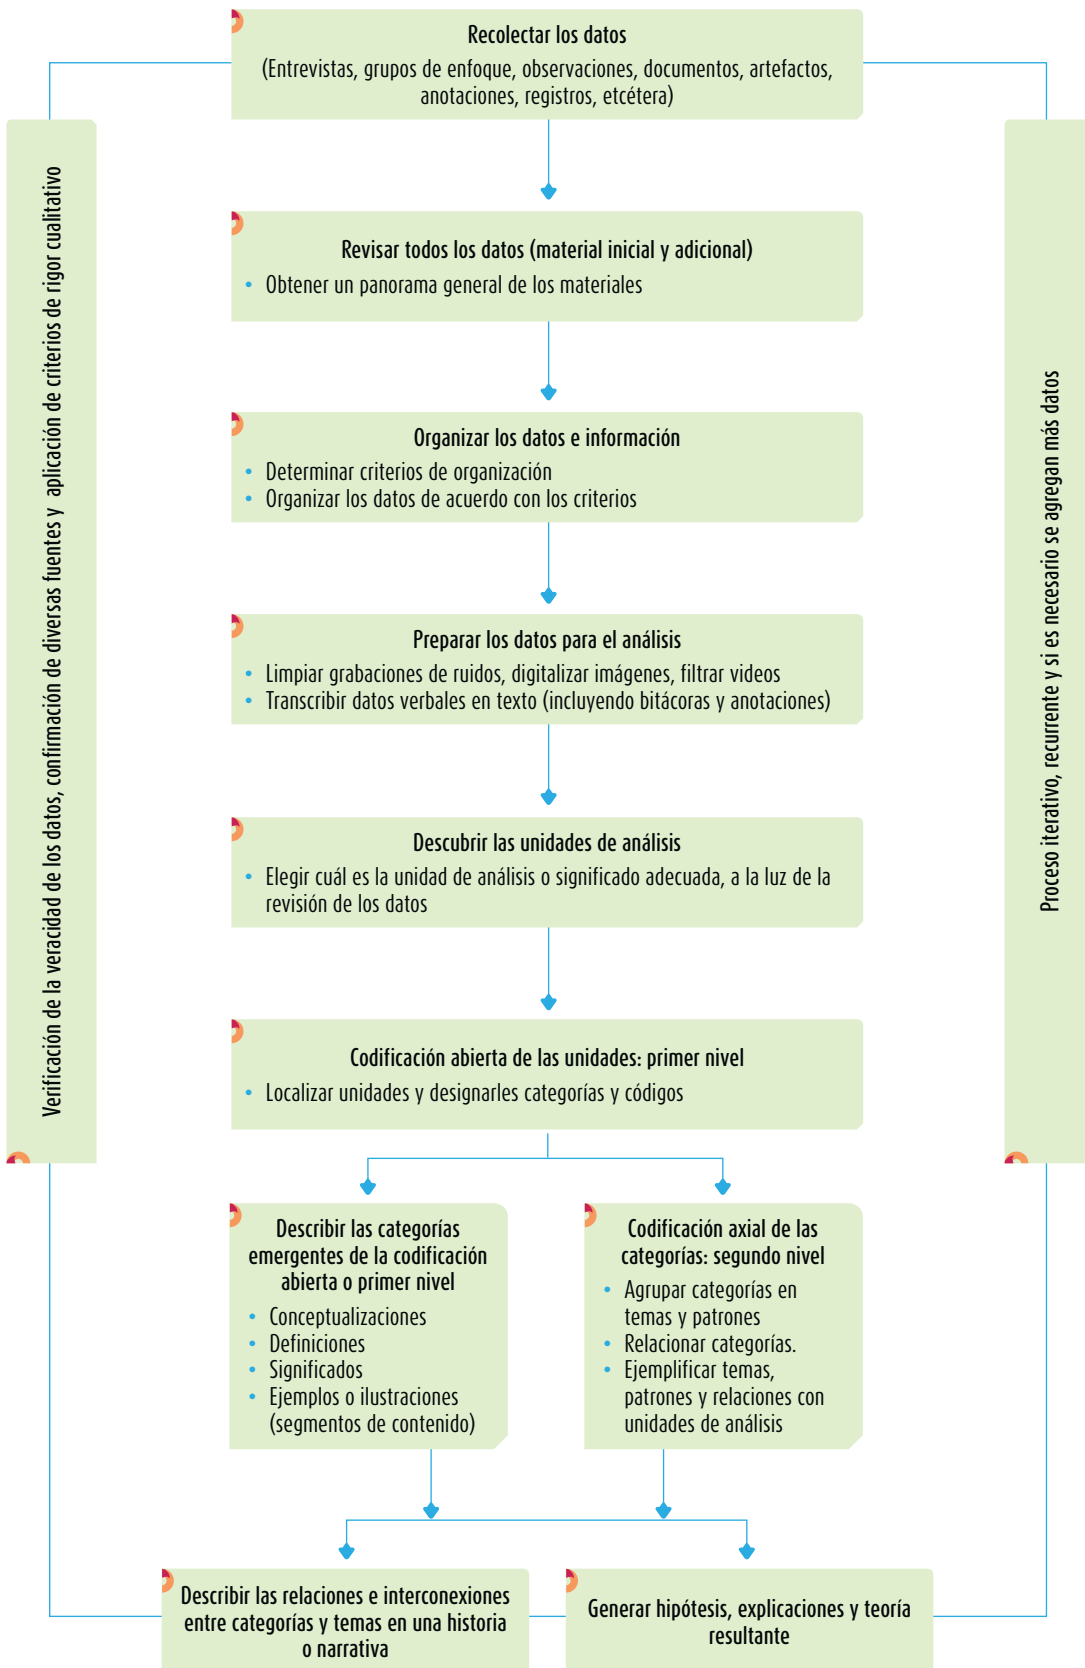 Recolectar los datos
(Entrevistas, grupos de enfoque, observaciones, documentos, artefactos,
anotaciones, registros, etcétera)
Verificación de la veracidad de los datos, confirmación de diversas fuentes y aplicación de criterios de rigor cualitativo
Proceso iterativo, recurrente y si es necesario se agregan más datos
Revisar todos los datos (material inicial y adicional)
• Obtener un panorama general de los materiales
Organizar los datos e información
• Determinar criterios de organización
• Organizar los datos de acuerdo con los criterios
Preparar los datos para el análisis
• Limpiar grabaciones de ruidos, digitalizar imágenes, filtrar videos
• Transcribir datos verbales en texto (incluyendo bitácoras y anotaciones)
Descubrir las unidades de análisis
• Elegir cuál es la unidad de análisis o significado adecuada, a la luz de la
revisión de los datos
Codificación abierta de las unidades: primer nivel
• Localizar unidades y designarles categorías y códigos
Describir las categorías
emergentes de la codificación
abierta o primer nivel
• Conceptualizaciones
• Definiciones
• Significados
• Ejemplos o ilustraciones
(segmentos de contenido)
Codificación axial de las
categorías: segundo nivel
• Agrupar categorías en
temas y patrones
• Relacionar categorías.
• Ejemplificar temas,
patrones y relaciones con
unidades de análisis
Describir las relaciones e interconexiones
entre categorías y temas en una historia
o narrativa
Generar hipótesis, explicaciones y teoría
resultante